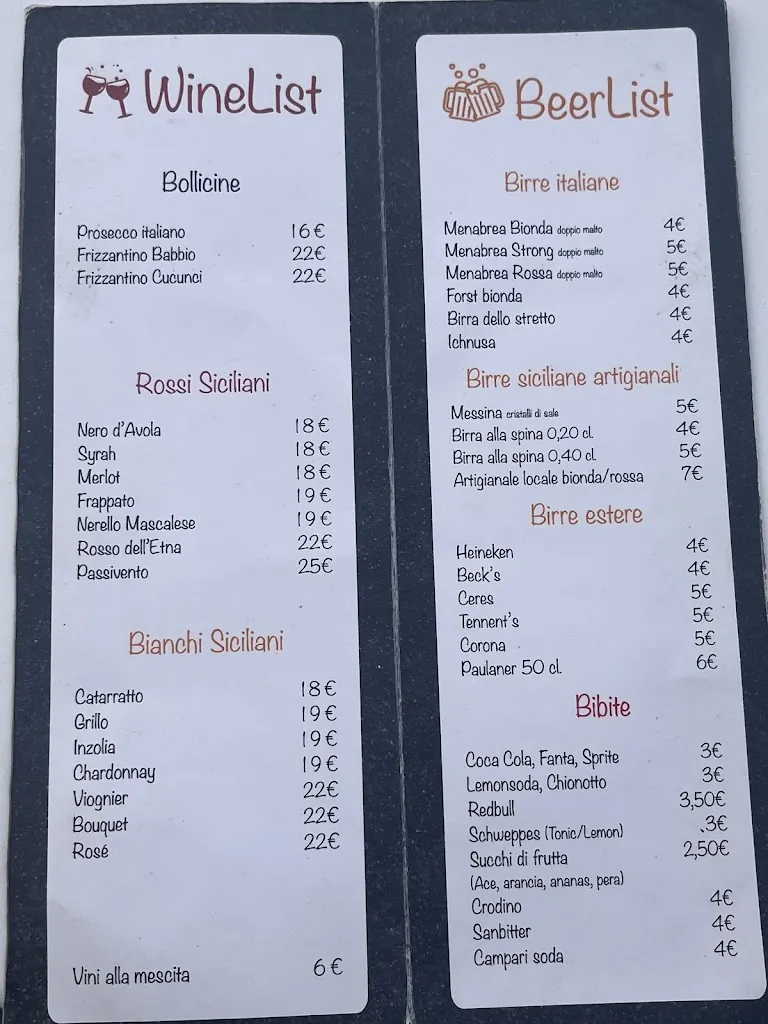 WineList
Bollicine
Prosecco italiano 16€
Frizzantino Babbio 22€
Frizzantino Cucunci 22€
Rossi Siciliani
Nero d'Avola 18€
Syrah 18€
Merlot 18€
Frappato 19€
Nerello Mascalese 19€
Rosso dell'Etna 22€
Passivento 25€
Bianchi Siciliani
Catarratto 18€
Grillo 19€
Inzolia 19€
Chardonnay 19€
Viognier 22€
Bouquet 22€
Rosé 22€
Vini alla mescita 6€
BeerList
Birre italiane
Menabrea Bionda doppio malto 4€
Menabrea Strong doppio malto 5€
Menabrea Rossa doppio malto 5€
Forst bionda 4€
Birra dello stretto 4€
Ichnusa 4€
Birre siciliane artigianali
Messina cristalli di sale 5€
Birra alla spina 0,20 cl. 4€
Birra alla spina 0,40 cl. 5€
Artigianale locale bionda/rossa 7€
Birre estere
Heineken 4€
Beck's 4€
Ceres 5€
Tennent's 5€
Corona 5€
Paulaner 50 cl. 6€
Bibite
Coca Cola, Fanta, Sprite 3€
Lemonsoda, Chionotto 3€
Redbull 3,50€
Schweppes (Tonic/Lemon) .3€
Succhi di frutta 2,50€
(Ace, arancia, ananas, pera)
Crodino 4€
Sanbitter 4€
Campari soda 4€